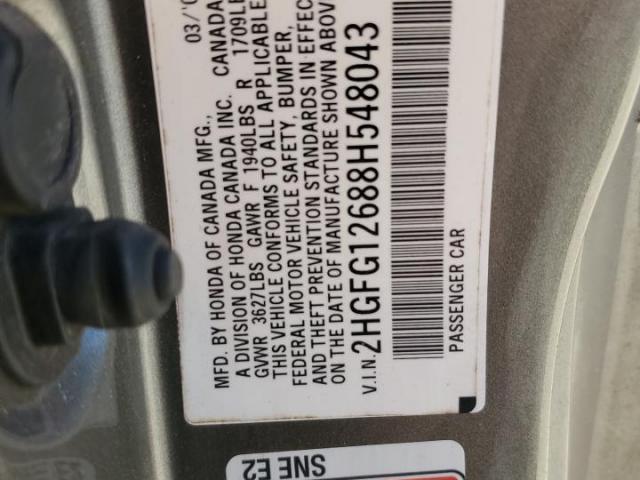 MFD. BY HONDA OF CANADA MFG., 03/'0
A DIVISION OF HONDA CANADA INC. CANADA
GVWR 3627LBS GAWR F 1940LBS R 1709LB
THIS VEHICLE CONFORMS TO ALL APPLICABLE
FEDERAL MOTOR VEHICLE SAFETY, BUMPER,
AND THEFT PREVENTION STANDARDS IN EFFEC
ON THE DATE OF MANUFACTURE SHOWN ABOV
V.I.N. 2HGFG12688H548043
PASSENGER CAR
SNE E2